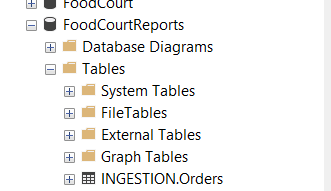 FoodCourt
FoodCourtReports
Database Diagrams
Tables
System Tables
FileTables
External Tables
Graph Tables
INGESTION.Orders